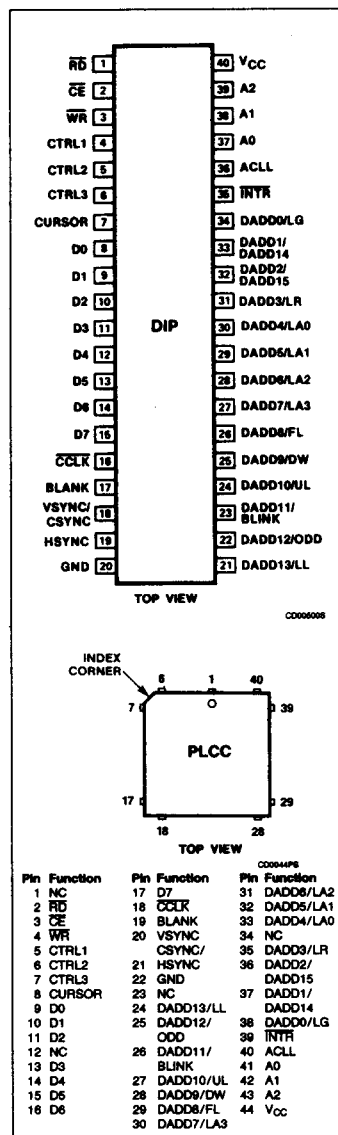 RD 1 40 VCC
CE 2 39 A2
WR 3 38 A1
CTRL1 4 37 A0
CTRL2 5 36 ACLL
CTRL3 6 35 INTR
CURSOR 7 34 DADD0/LG
D0 8 33 DADD1/
DADD14
D1 9 32 DADD2/
DADD15
D2 10 31 DADD3/LR
D3 11 DIP 30 DADD4/LA0
D4 12 29 DADD5/LA1
D5 13 28 DADD6/LA2
D6 14 27 DADD7/LA3
D7 15 26 DADD8/FL
CCLK 16 25 DADD9/DW
BLANK 17 24 DADD10/UL
VSYNC/
CSYNC 18 23 DADD11/
BLINK
HSYNC 19 22 DADD12/ODD
GND 20 21 DADD13/LL
TOP VIEW
CD00500S
INDEX
CORNER
6 1 40
7 39
PLCC
17 29
18 28
TOP VIEW
CD0044PS
Pin Function
1 NC
2 RD
3 CE
4 WR
5 CTRL1
6 CTRL2
7 CTRL3
8 CURSOR
9 D0
10 D1
11 D2
12 NC
13 D3
14 D4
15 D5
16 D6
Pin Function
17 D7
18 CCLK
19 BLANK
20 VSYNC
CSYNC/
21 HSYNC
22 GND
23 NC
24 DADD13/LL
25 DADD12/
ODD
26 DADD11/
BLINK
27 DADD10/UL
28 DADD9/DW
29 DADD8/FL
30 DADD7/LA3
Pin Function
31 DADD6/LA2
32 DADD5/LA1
33 DADD4/LA0
34 NC
35 DADD3/LR
36 DADD2/
DADD15
37 DADD1/
DADD14
38 DADD0/LG
39 INTR
40 ACLL
41 A0
42 A1
43 A2
44 VCC